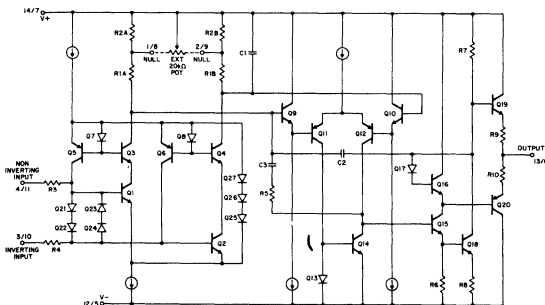 14/7
V+
R2A
R2B
1/8
NULL
EXT
20kΩ
POT
2/9
NULL
C1
R1A
R1B
R7
Q9
Q10
Q19
Q11
Q12
R9
Q7
Q8
Q5
Q3
Q6
Q4
OUTPUT
C3
C2
R10
Q17
Q16
NON
INVERTING
INPUT
4/11
R3
Q27
Q26
Q25
R5
Q20
Q21
Q23
Q1
Q22
Q24
3/10
INVERTING
INPUT
R4
Q2
Q15
Q14
Q18
Q13
R6
R8
V-
12/5